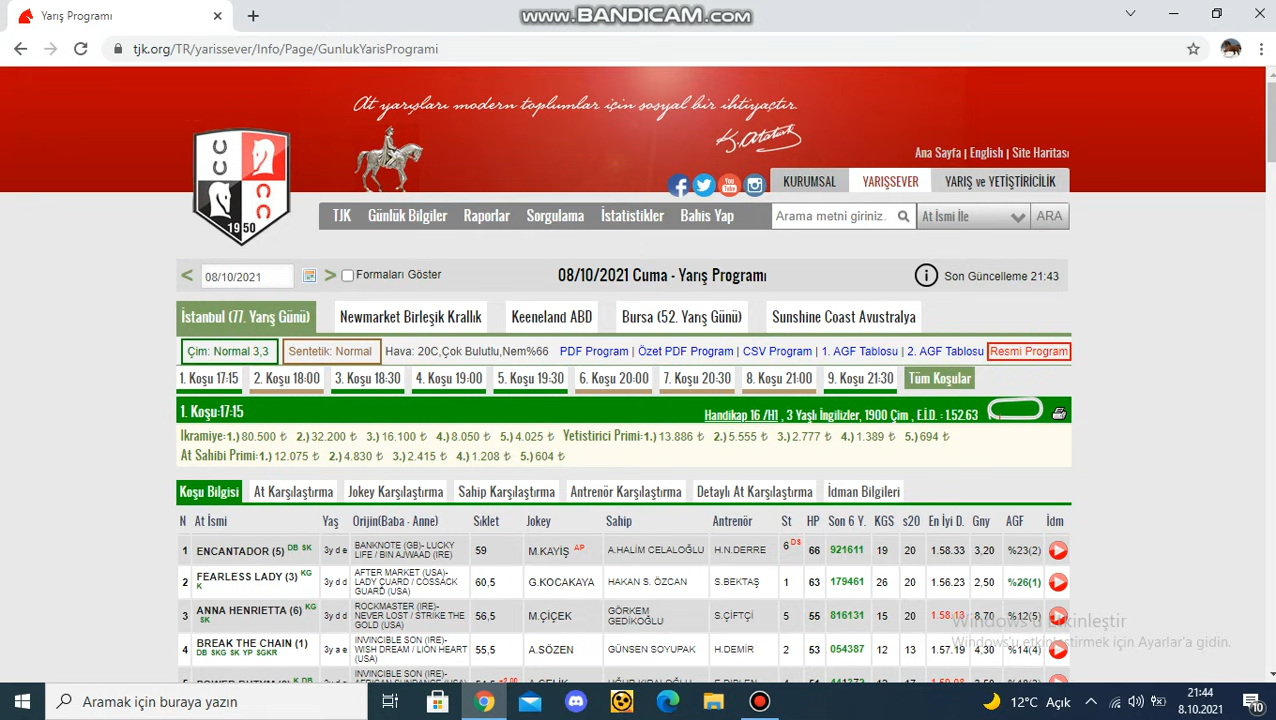 Yarış Programı
www.BANDICAM.com
tjk.org/TR/yarissever/Info/Page/GunlukYarisProgrami
At yarışları modern toplumlar için sosyal bir ihtiyaçtır.
K. Atatürk
Ana Sayfa | English | Site Haritası
KURUMSAL YARIŞSEVER YARIŞ ve YETİŞTİRİCİLİK
1950
TJK Günlük Bilgiler Raporlar Sorgulama İstatistikler Bahis Yap Arama metni giriniz. At İsmi İle ARA
< 08/10/2021 > Formaları Göster 08/10/2021 Cuma - Yarış Programı Son Güncelleme 21:43
İstanbul (77. Yarış Günü) Newmarket Birleşik Krallık Keeneland ABD Bursa (52. Yarış Günü) Sunshine Coast Avustralya
Çim: Normal 3,3 Sentetik: Normal Hava: 20C,Çok Bulutlu,Nem%66 PDF Program | Özet PDF Program | CSV Program | 1. AGF Tablosu | 2. AGF Tablosu Resmi Program
1. Koşu 17:15 2. Koşu 18:00 3. Koşu 18:30 4. Koşu 19:00 5. Koşu 19:30 6. Koşu 20:00 7. Koşu 20:30 8. Koşu 21:00 9. Koşu 21:30 Tüm Koşular
1. Koşu:17:15 Handikap 16 /H1 , 3 Yaşlı İngilizler, 1900 Çim , E.İ.D. : 1.52.63
Ikramiye:1.) 80.500 ₺ 2.) 32.200 ₺ 3.) 16.100 ₺ 4.) 8.050 ₺ 5.) 4.025 ₺ Yetistirici Primi:1.) 13.886 ₺ 2.) 5.555 ₺ 3.) 2.777 ₺ 4.) 1.389 ₺ 5.) 694 ₺
At Sahibi Primi:1.) 12.075 ₺ 2.) 4.830 ₺ 3.) 2.415 ₺ 4.) 1.208 ₺ 5.) 604 ₺
Koşu Bilgisi At Karşılaştırma Jokey Karşılaştırma Sahip Karşılaştırma Antrenör Karşılaştırma Detaylı At Karşılaştırma İdman Bilgileri
N At İsmi Yaş Orijin(Baba - Anne) Sıklet Jokey Sahip Antrenör St HP Son 6 Y. KGS s20 En İyi D. Gny AGF İdm
1 ENCANTADOR (5) DB SK 3y d e BANKNOTE (GB)- LUCKY LIFE / BIN AJWAAD (IRE) 59 M.KAYİŞ AP A.HALİM CELALOĞLU H.N.DERRE 6 DS 66 921611 19 20 1.58.33 3,20 %23(2)
2 FEARLESS LADY (3) KG K 3y d d AFTER MARKET (USA)- LADY CUARD / COSSACK GUARD (USA) 60,5 G.KOCAKAYA HAKAN S. ÖZCAN S.BEKTAŞ 1 63 179461 26 20 1.56.23 2,50 %26(1)
3 ANNA HENRIETTA (6) KG SK 3y d d ROCKMASTER (IRE)- NEVER LOST / STRIKE THE GOLD (USA) 56,5 M.ÇİÇEK GÖRKEM GEDİKOĞLU S.ÇİFTÇİ 5 55 816131 15 20 1.58.13 8,70 %12(5)
Windows'u Etkinleştir
4 BREAK THE CHAIN (1) DB SKG SK YP SGKR 3y a e INVINCIBLE SON (IRE)- WISH DREAM / LION HEART (USA) 55,5 A.SÖZEN GÜNSEN SOYUPAK H.DEMİR 2 53 054387 12 20 1.57.19 4,30 %14(4)
Windows'u etkinleştirmek için Ayarlar'a gidin.
Aramak için buraya yazın
12°C Açık
21:44
8.10.2021
10